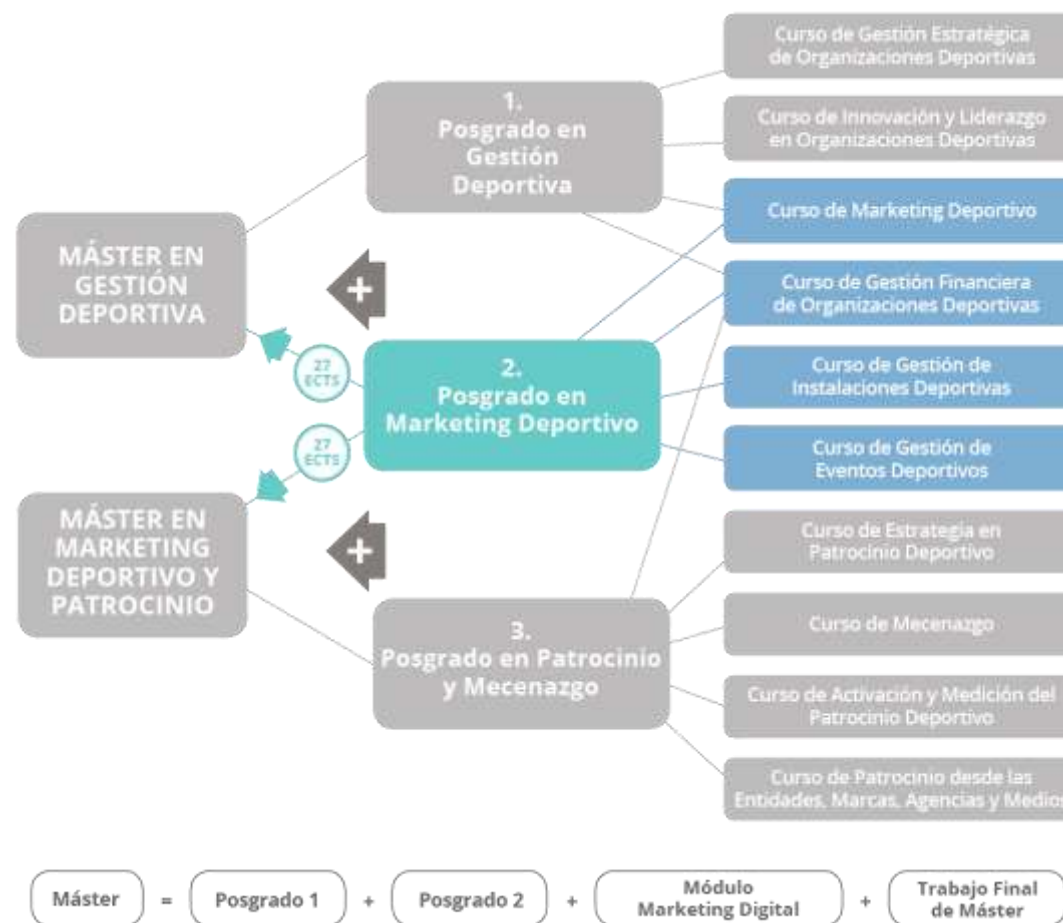 Curso de Gestión Estratégica
de Organizaciones Deportivas
1.
Posgrado en
Gestión
Deportiva
Curso de Innovación y Liderazgo
en Organizaciones Deportivas
Curso de Marketing Deportivo
MÁSTER EN
GESTIÓN
DEPORTIVA
+
Curso de Gestión Financiera
de Organizaciones Deportivas
27
ECTS
2.
Posgrado en
Marketing Deportivo
Curso de Gestión de
Instalaciones Deportivas
27
ECTS
Curso de Gestión de
Eventos Deportivos
MÁSTER EN
MARKETING
DEPORTIVO Y
PATROCINIO
+
Curso de Estrategia en
Patrocinio Deportivo
3.
Posgrado en Patrocinio
y Mecenazgo
Curso de Mecenazgo
Curso de Activación y Medición del
Patrocinio Deportivo
Curso de Patrocinio desde las
Entidades, Marcas, Agencias y Medios
Máster = Posgrado 1 + Posgrado 2 + Módulo
Marketing Digital + Trabajo Final
de Máster